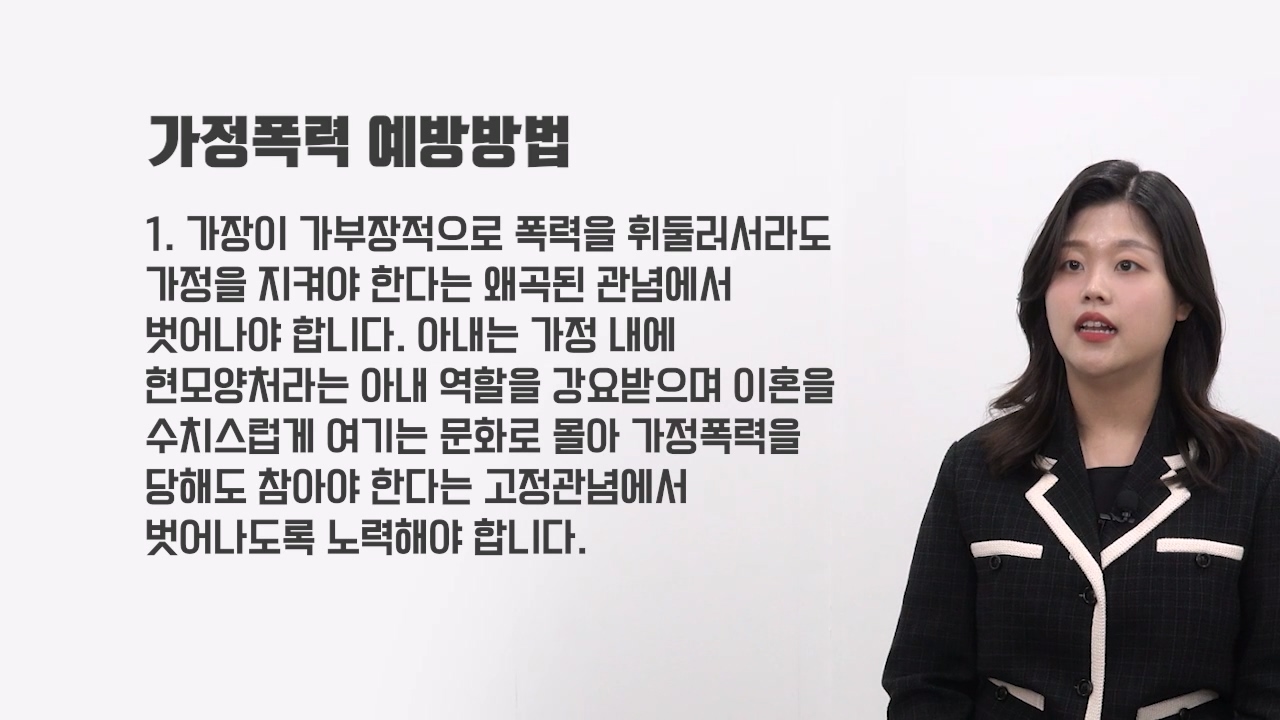 가정폭력 예방방법
1. 가장이 가부장적으로 폭력을 휘둘러서라도
가정을 지켜야 한다는 왜곡된 관념에서
벗어나야 합니다. 아내는 가정 내에
현모양처라는 아내 역할을 강요받으며 이혼을
수치스럽게 여기는 문화로 몰아 가정폭력을
당해도 참아야 한다는 고정관념에서
벗어나도록 노력해야 합니다.